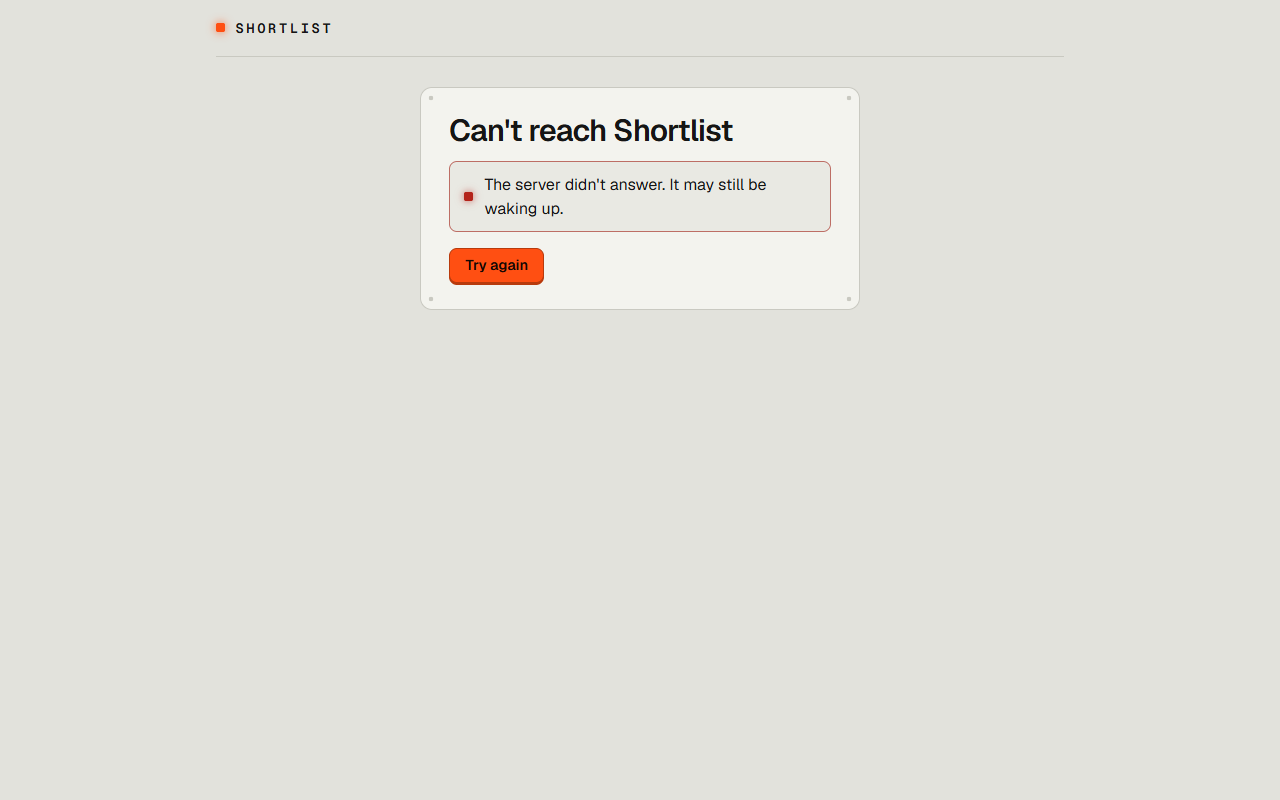 SHORTLIST
Can't reach Shortlist
The server didn't answer. It may still be
waking up.
Try again